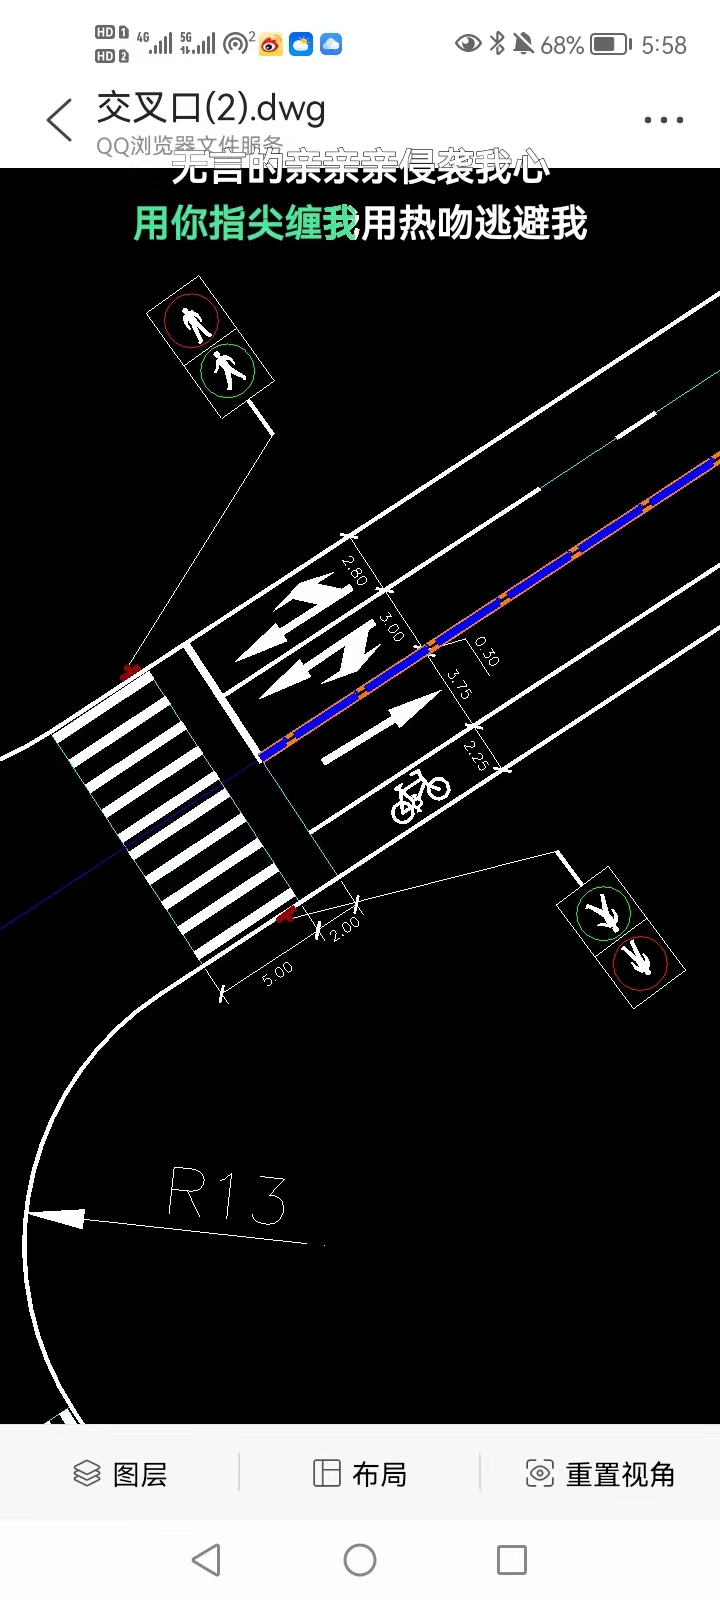 HD 1 4G 5G 2 68% 5:58
HD 2
交叉口(2).dwg
QQ浏览器文件服务
无言的亲亲亲侵袭我心
用你指尖缠我用热吻逃避我
2.80
3.00
0.30
3.75
2.25
2.00
5.00
R13
图层 布局 重置视角